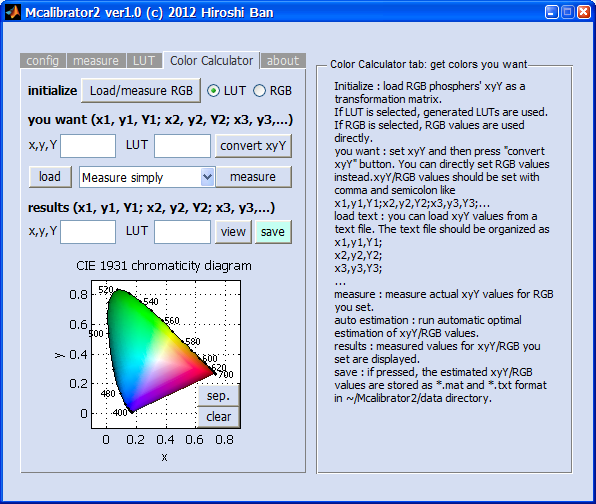 Mcalibrator2 ver1.0 (c) 2012 Hiroshi Ban
config measure LUT Color Calculator about
initialize Load/measure RGB LUT RGB
you want (x1, y1, Y1; x2, y2, Y2; x3, y3,...)
x,y,Y LUT convert xyY
load Measure simply measure
results (x1, y1, Y1; x2, y2, Y2; x3, y3,...)
x,y,Y LUT view save
CIE 1931 chromaticity diagram
0.8
0.6
0.4
0.2
0
y
520
540
560
500
580
600
620
700
480
400
sep.
clear
0 0.2 0.4 0.6 0.8
x
Color Calculator tab: get colors you want
Initialize : load RGB phosphers' xyY as a
transformation matrix.
If LUT is selected, generated LUTs are used.
If RGB is selected, RGB values are used
directly.
you want : set xyY and then press "convert
xyY" button. You can directly set RGB values
instead.xyY/RGB values should be set with
comma and semicolon like
x1,y1,Y1;x2,y2,Y2;x3,y3,Y3;...
load text : you can load xyY values from a
text file. The text file should be organized as
x1,y1,Y1;
x2,y2,Y2;
x3,y3,Y3;
...
measure : measure actual xyY values for RGB
you set.
auto estimation : run automatic optimal
estimation of xyY/RGB values.
results : measured values for xyY/RGB you
set are displayed.
save : if pressed, the estimated xyY/RGB
values are stored as *.mat and *.txt format
in ~/Mcalibrator2/data directory.